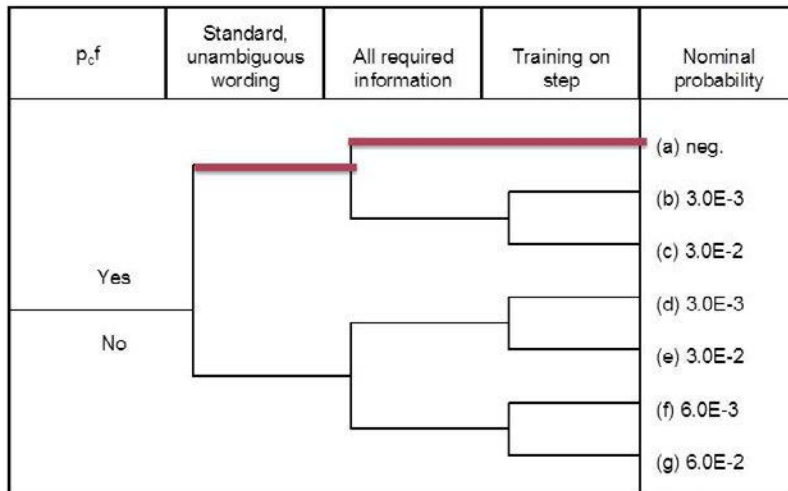 p꜀f
Standard,
unambiguous
wording
All required
information
Training on
step
Nominal
probability
(a) neg.
(b) 3.0E-3
(c) 3.0E-2
Yes
(d) 3.0E-3
No
(e) 3.0E-2
(f) 6.0E-3
(g) 6.0E-2